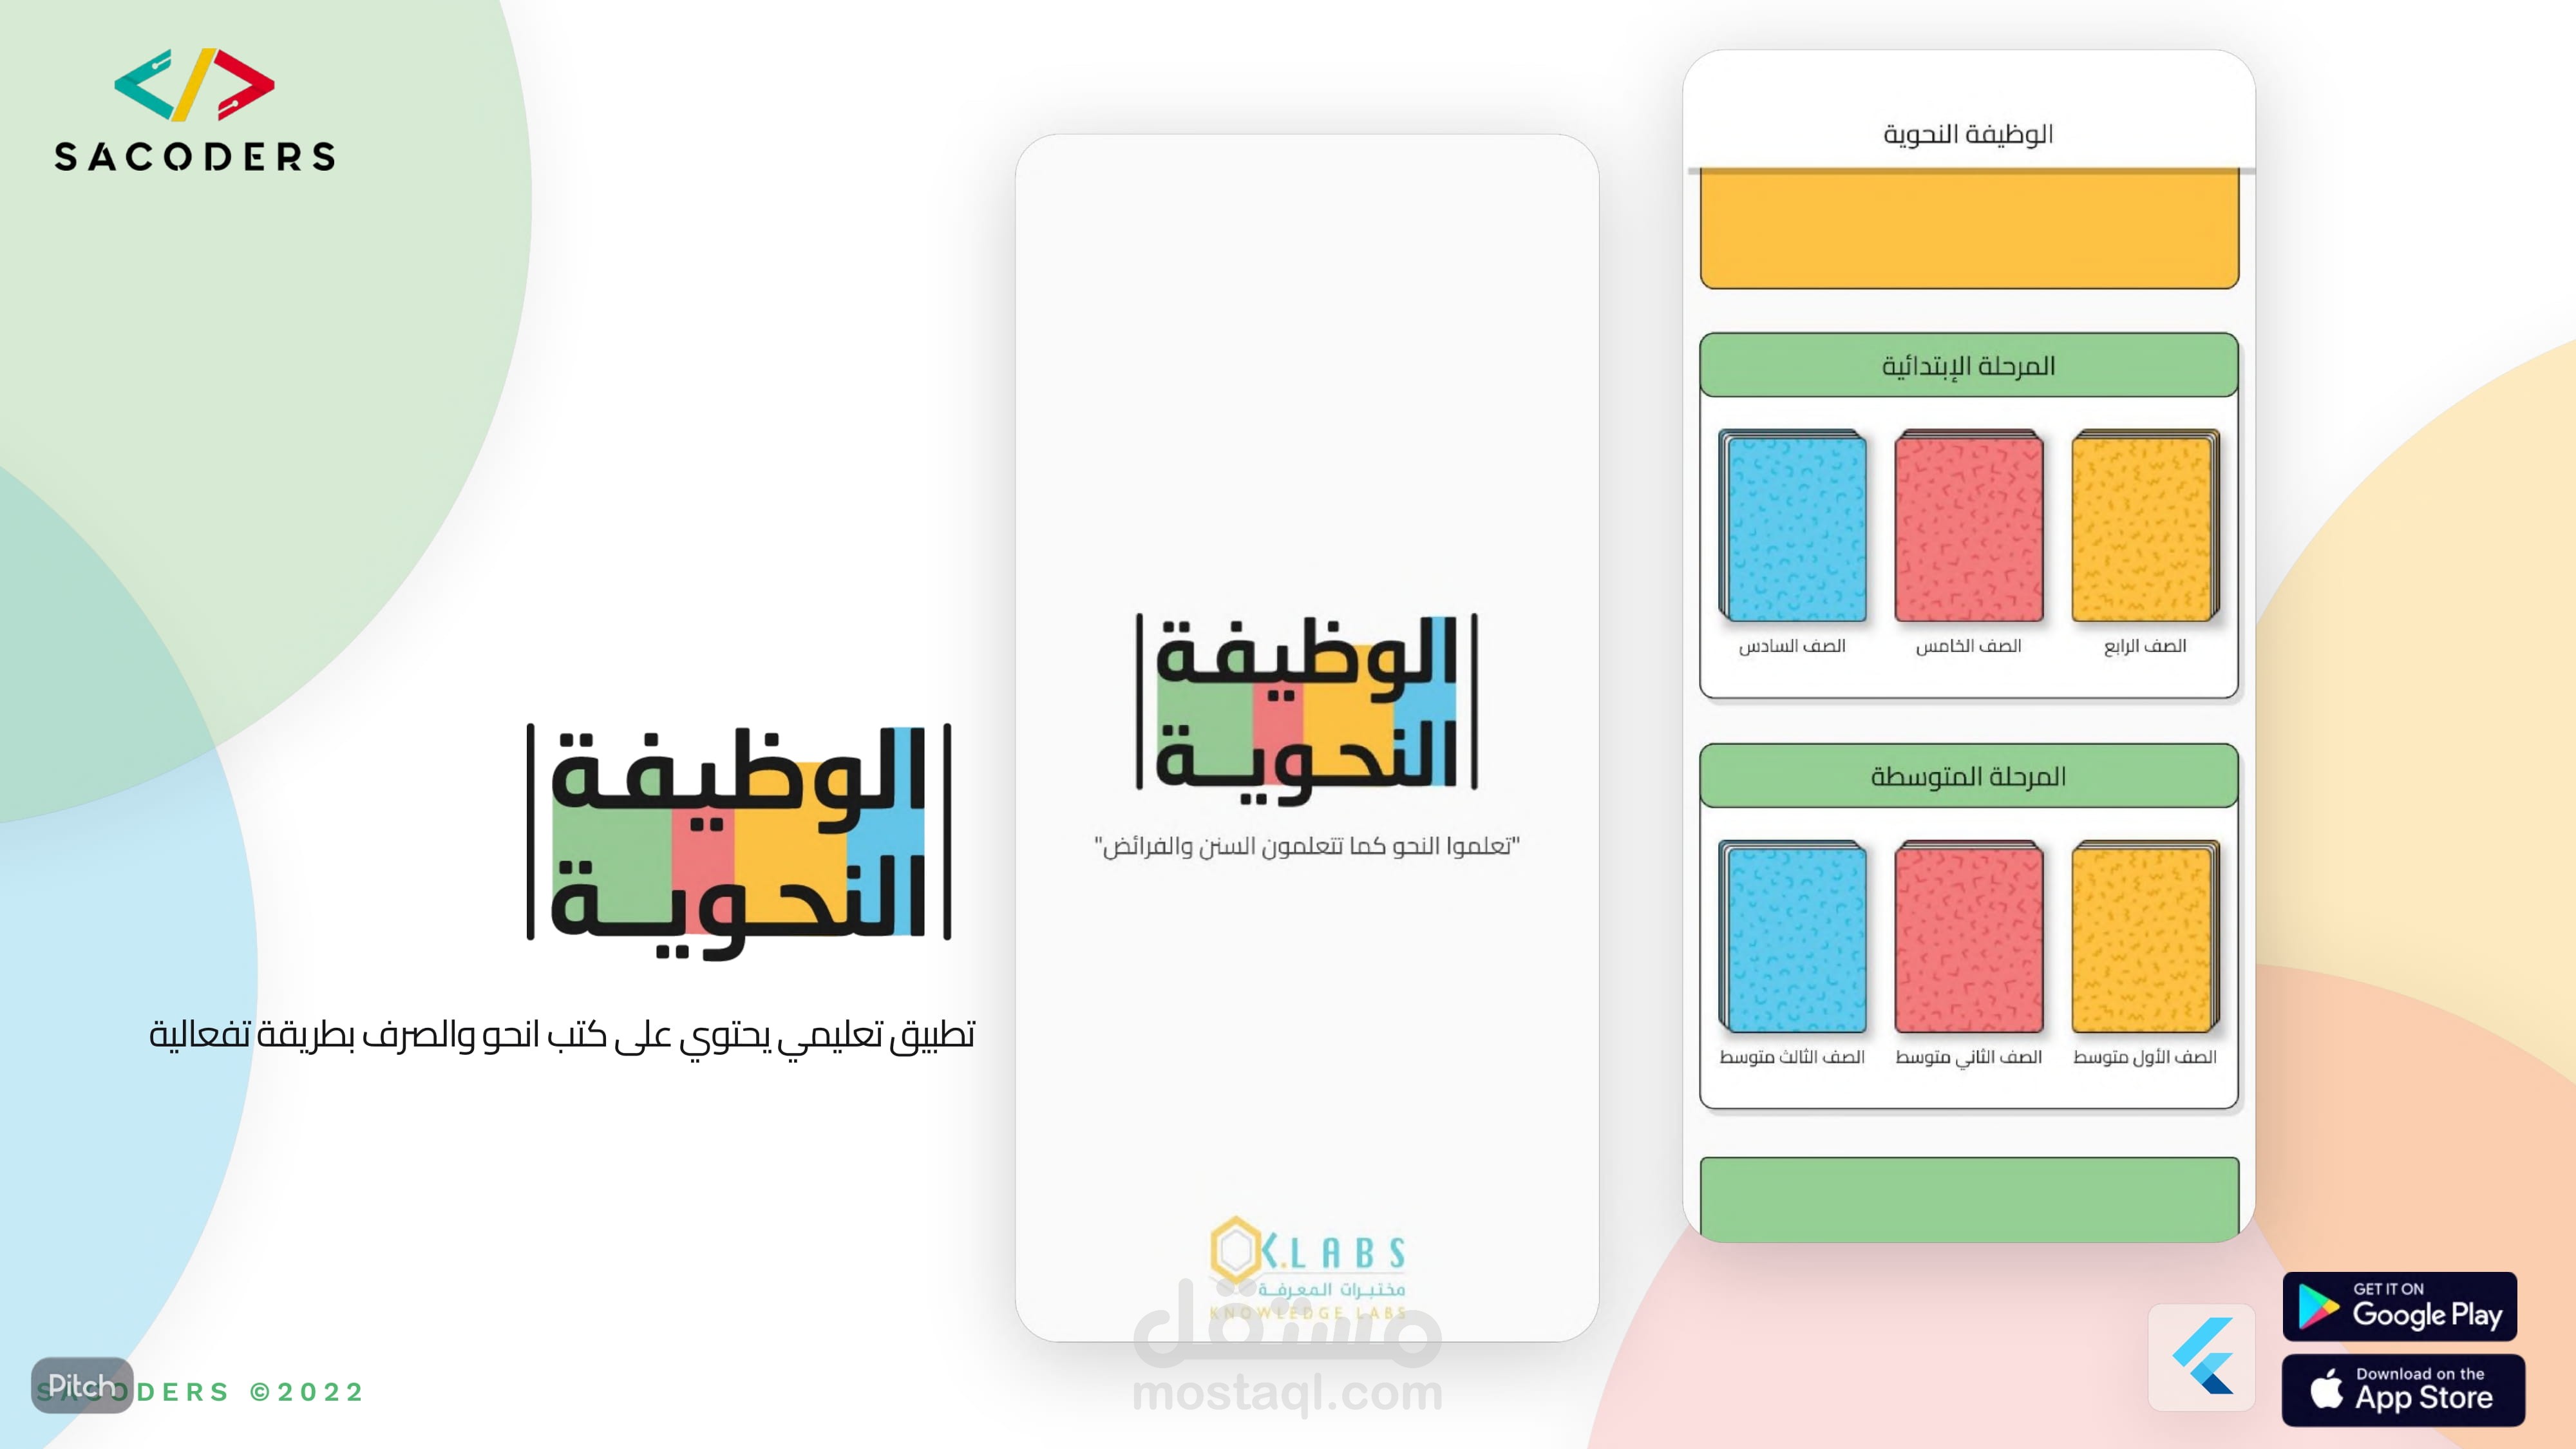 SACODERS
الوظيفة
النحوية
تطبيق تعليمي يحتوي على كتب انحو والصرف بطريقة تفعالية
الوظيفة
النحوية
"تعلموا النحو كما تتعلمون السنن والفرائض"
K.LABS
مختبرات المعرفة
KNOWLEDGE LABS
الوظيفة النحوية
المرحلة الإبتدائية
الصف الرابع
الصف الخامس
الصف السادس
المرحلة المتوسطة
الصف الأول متوسط
الصف الثاني متوسط
الصف الثالث متوسط
مستقل
mostaql.com
GET IT ON
Google Play
Download on the
App Store
Pitch
SACODERS ©2022